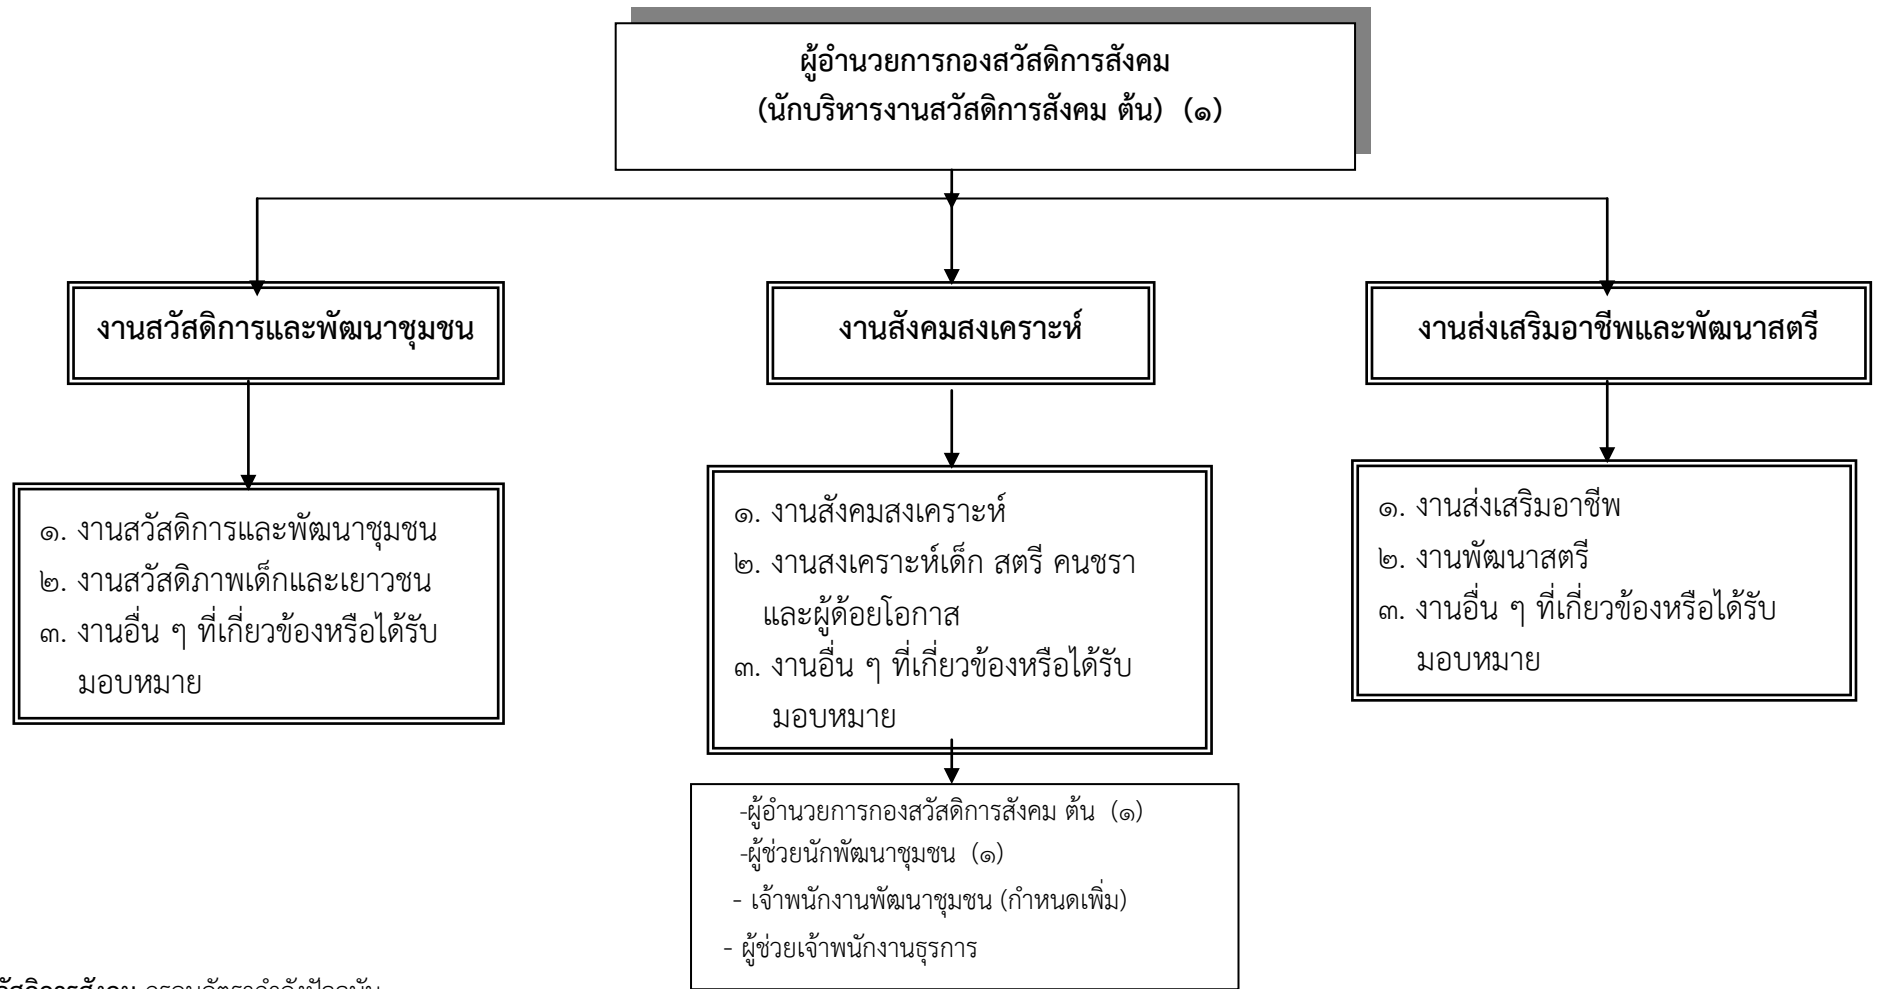 ผู้อำนวยการกองสวัสดิการสังคม
(นักบริหารงานสวัสดิการสังคม ต้น) (๑)
งานสวัสดิการและพัฒนาชุมชน
งานสังคมสงเคราะห์
งานส่งเสริมอาชีพและพัฒนาสตรี
๑. งานสวัสดิการและพัฒนาชุมชน
๒. งานสวัสดิภาพเด็กและเยาวชน
๓. งานอื่น ๆ ที่เกี่ยวข้องหรือได้รับ
มอบหมาย
๑. งานสังคมสงเคราะห์
๒. งานสงเคราะห์เด็ก สตรี คนชรา
และผู้ด้อยโอกาส
๓. งานอื่น ๆ ที่เกี่ยวข้องหรือได้รับ
มอบหมาย
๑. งานส่งเสริมอาชีพ
๒. งานพัฒนาสตรี
๓. งานอื่น ๆ ที่เกี่ยวข้องหรือได้รับ
มอบหมาย
-ผู้อำนวยการกองสวัสดิการสังคม ต้น (๑)
-ผู้ช่วยนักพัฒนาชุมชน (๑)
- เจ้าพนักงานพัฒนาชุมชน (กำหนดเพิ่ม)
- ผู้ช่วยเจ้าพนักงานธุรการ